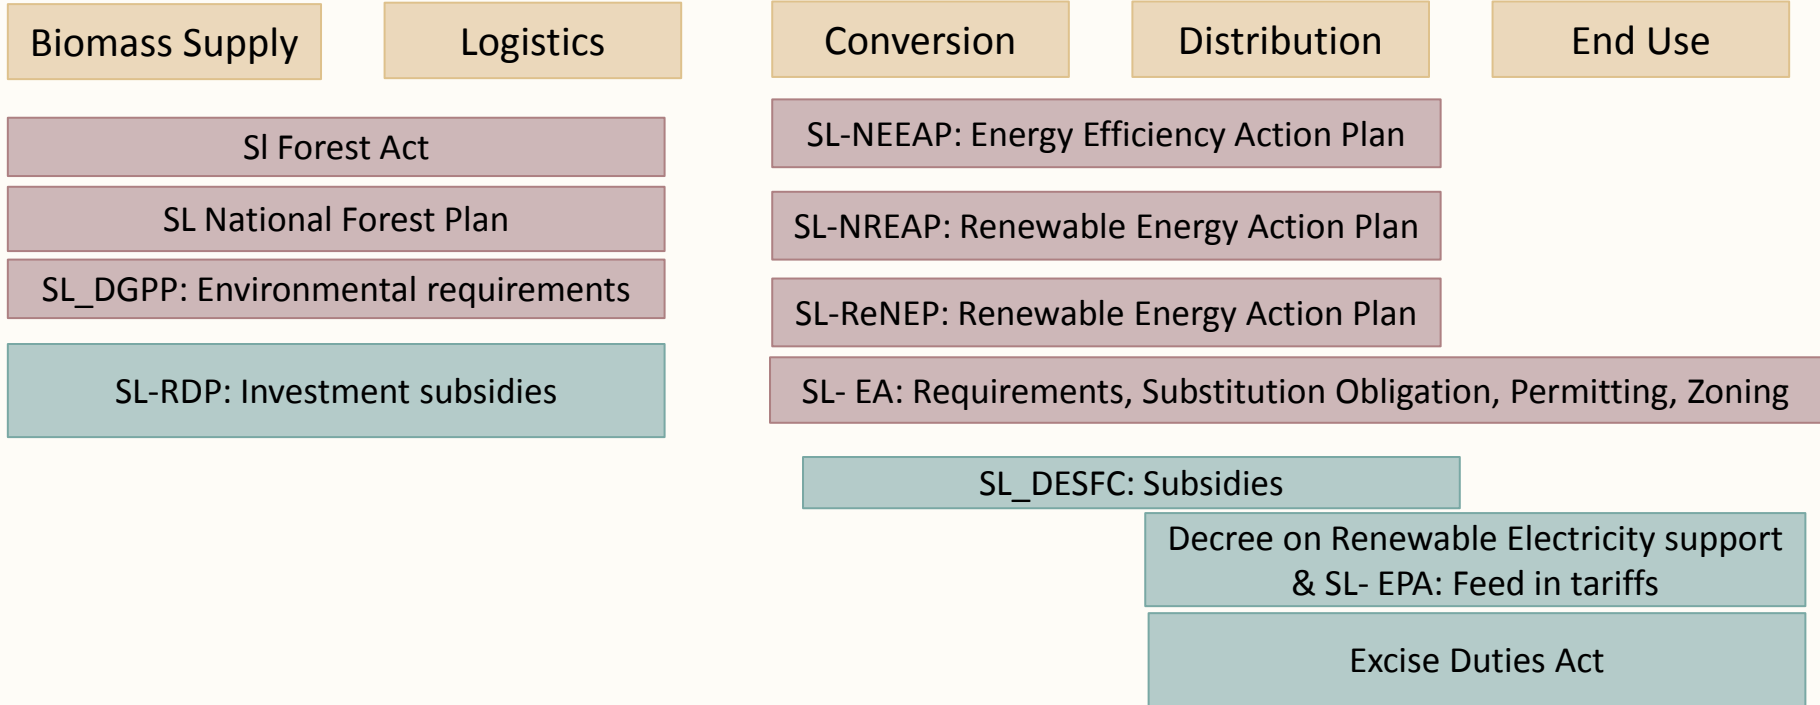 Biomass Supply
Logistics
Conversion
Distribution
End Use
Sl Forest Act
SL National Forest Plan
SL_DGPP: Environmental requirements
SL-RDP: Investment subsidies
SL-NEEAP: Energy Efficiency Action Plan
SL-NREAP: Renewable Energy Action Plan
SL-ReNEP: Renewable Energy Action Plan
SL- EA: Requirements, Substitution Obligation, Permitting, Zoning
SL_DESFC: Subsidies
Decree on Renewable Electricity support
& SL- EPA: Feed in tariffs
Excise Duties Act